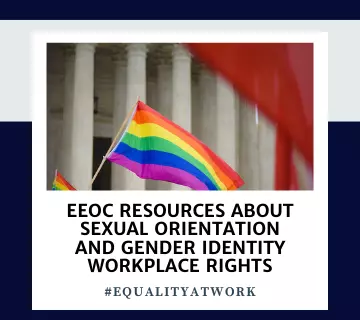 EEOC RESOURCES ABOUT
SEXUAL ORIENTATION
AND GENDER IDENTITY
WORKPLACE RIGHTS
#EQUALITYATWORK